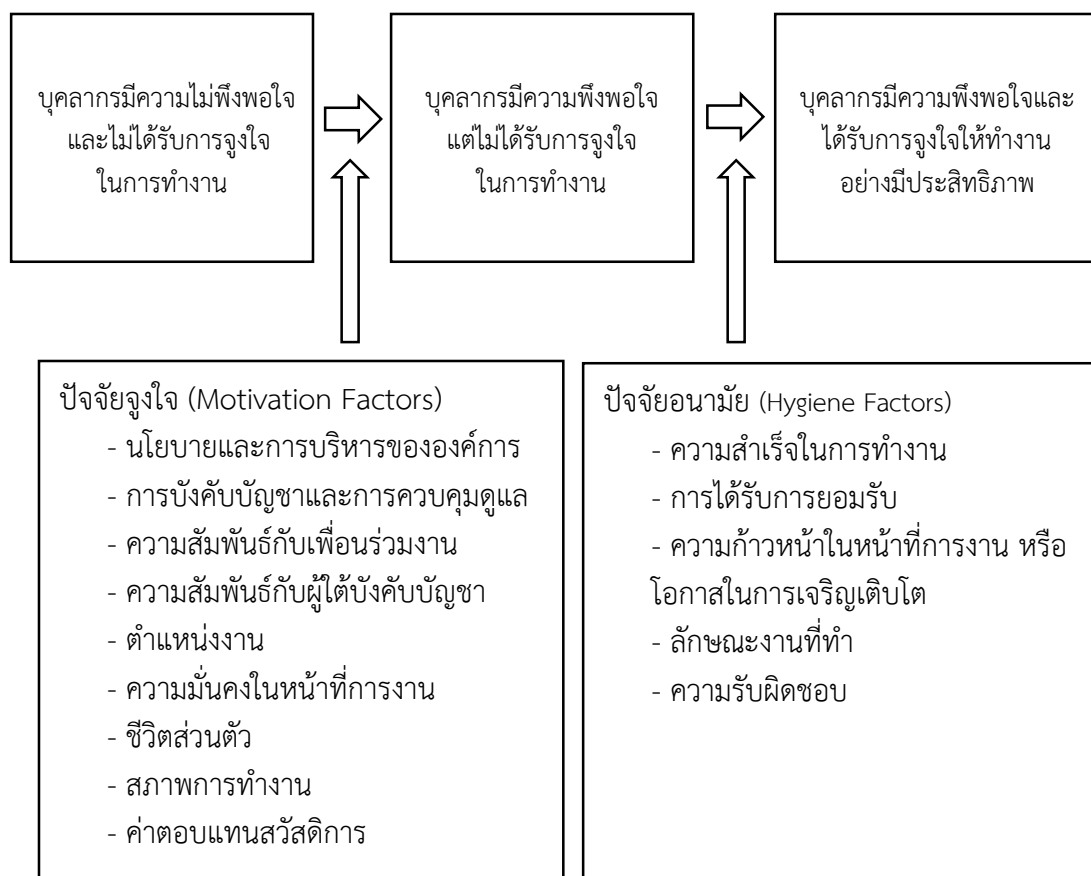 บุคลากรมีความไม่พึงพอใจ
และไม่ได้รับการจูงใจ
ในการทำงาน
บุคลากรมีความพึงพอใจ
แต่ไม่ได้รับการจูงใจ
ในการทำงาน
บุคลากรมีความพึงพอใจและ
ได้รับการจูงใจให้ทำงาน
อย่างมีประสิทธิภาพ
ปัจจัยจูงใจ (Motivation Factors)
- นโยบายและการบริหารขององค์การ
- การบังคับบัญชาและการควบคุมดูแล
- ความสัมพันธ์กับเพื่อนร่วมงาน
- ความสัมพันธ์กับผู้ใต้บังคับบัญชา
- ตำแหน่งงาน
- ความมั่นคงในหน้าที่การงาน
- ชีวิตส่วนตัว
- สภาพการทำงาน
- ค่าตอบแทนสวัสดิการ
ปัจจัยอนามัย (Hygiene Factors)
- ความสำเร็จในการทำงาน
- การได้รับการยอมรับ
- ความก้าวหน้าในหน้าที่การงาน หรือ
โอกาสในการเจริญเติบโต
- ลักษณะงานที่ทำ
- ความรับผิดชอบ